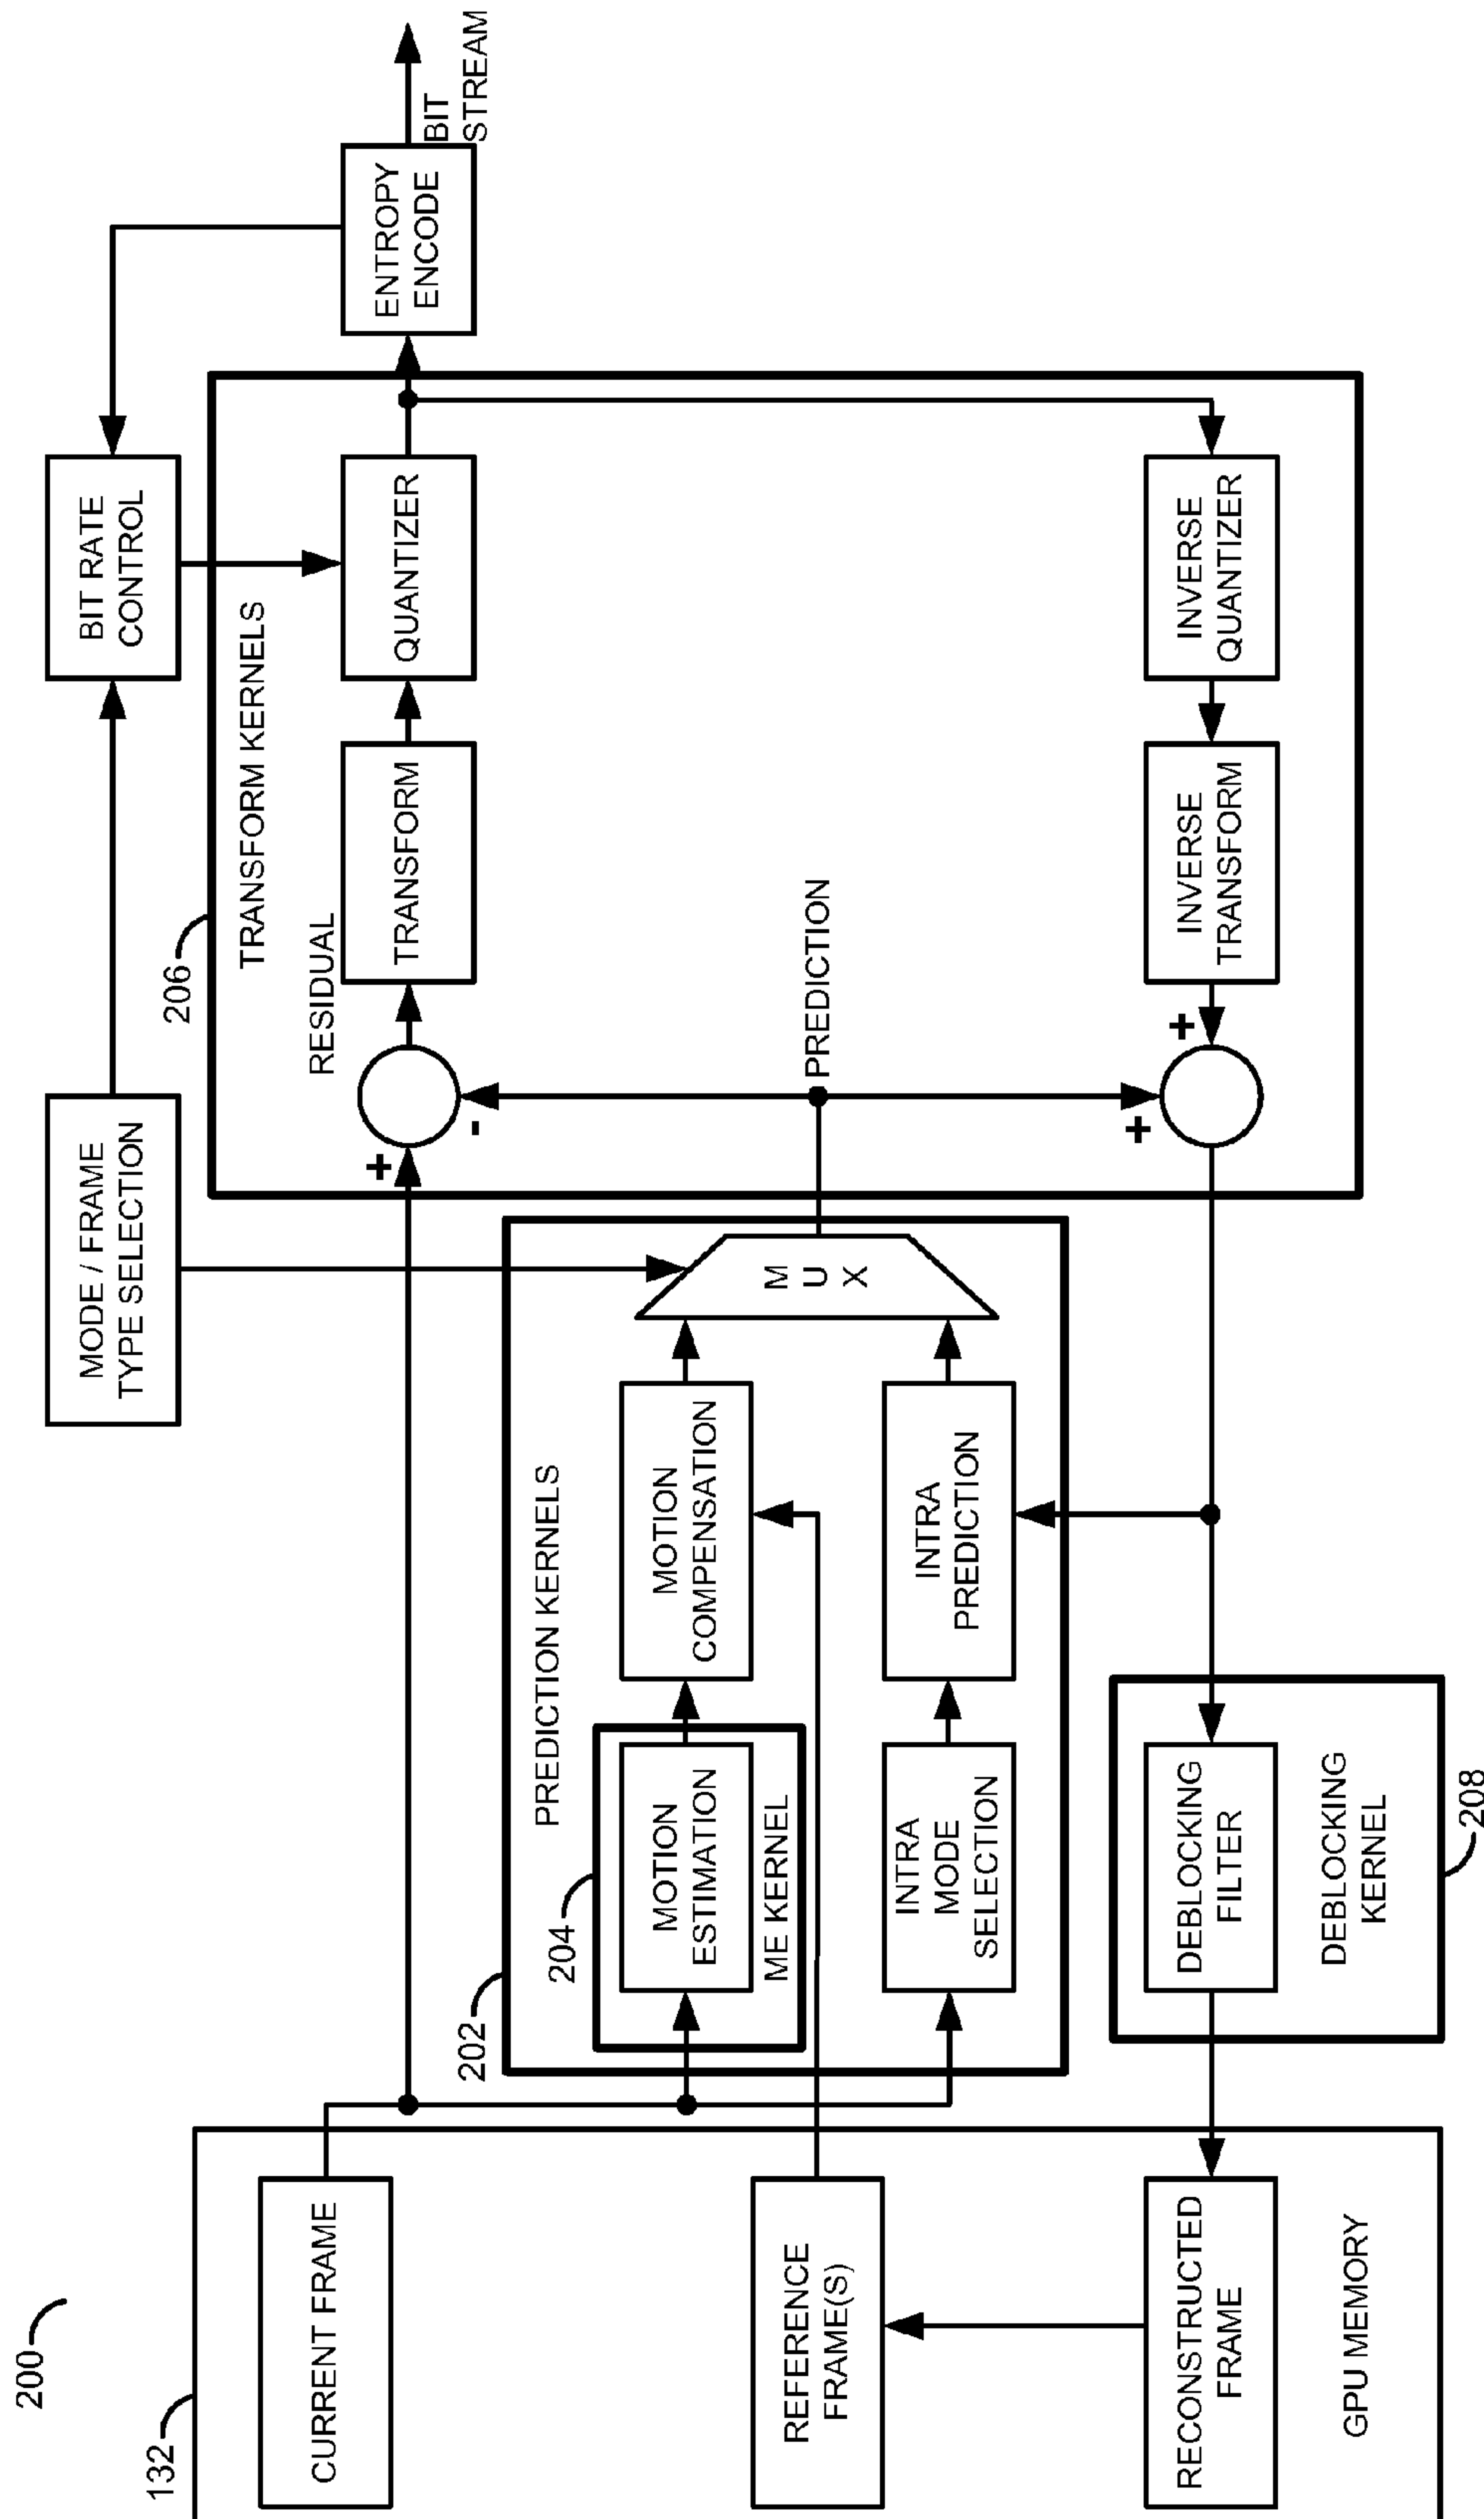 200
132
CURRENT FRAME
REFERENCE
FRAME(S)
RECONSTRUCTED
FRAME
GPU MEMORY
202
PREDICTION KERNELS
204
MOTION
ESTIMATION
ME KERNEL
MOTION
COMPENSATION
INTRA
MODE
SELECTION
INTRA
PREDICTION
M
U
X
DEBLOCKING
FILTER
DEBLOCKING
KERNEL
208
MODE / FRAME
TYPE SELECTION
BIT RATE
CONTROL
206
TRANSFORM KERNELS
+
-
RESIDUAL
TRANSFORM
QUANTIZER
PREDICTION
+
+
INVERSE
TRANSFORM
INVERSE
QUANTIZER
ENTROPY
ENCODE
BIT
STREAM